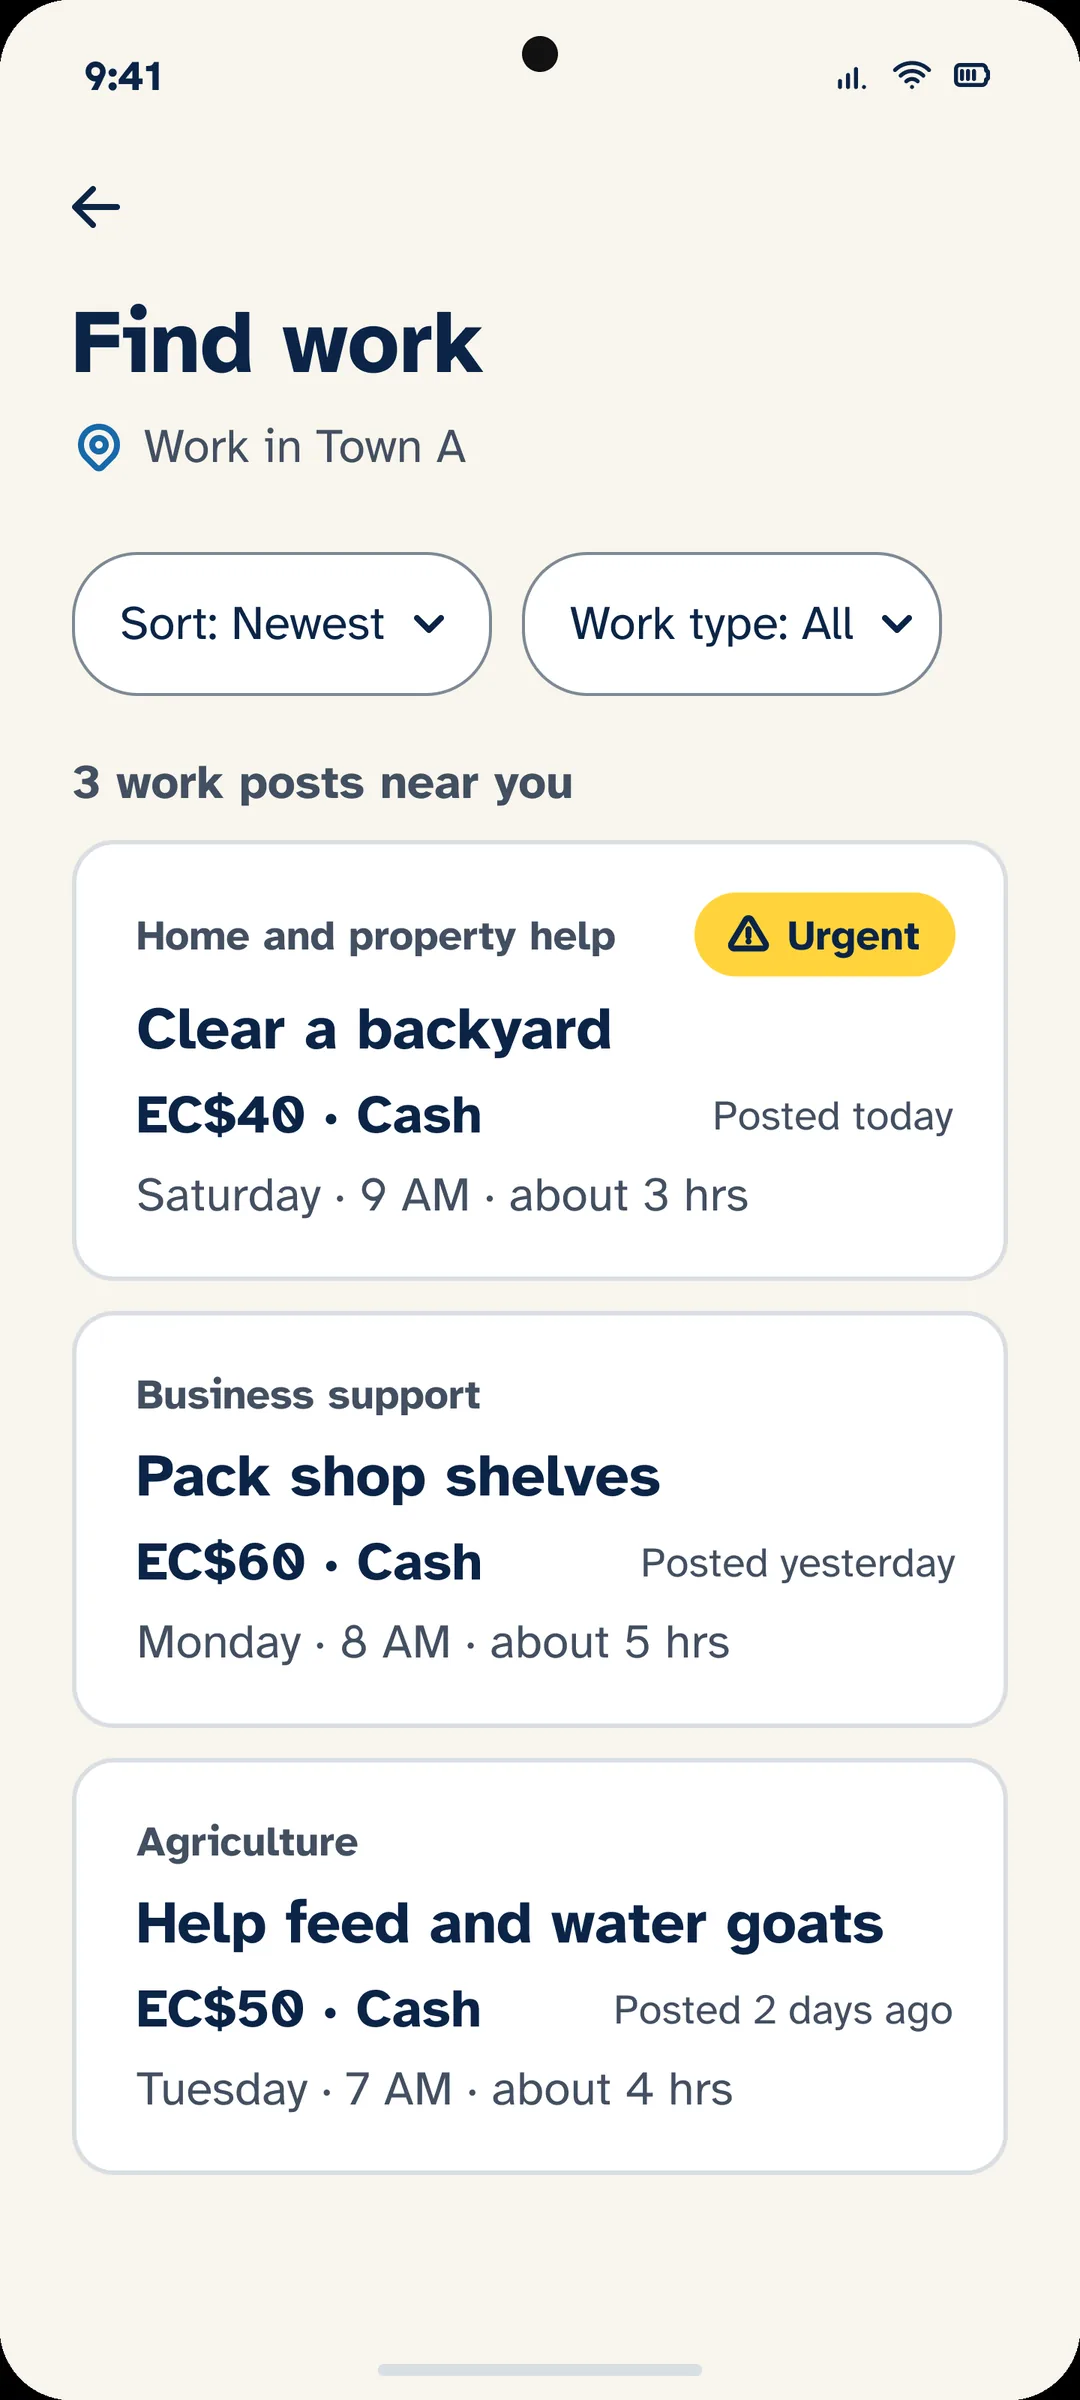 9:41
Find work
Work in Town A
Sort: Newest
Work type: All
3 work posts near you
Home and property help
Urgent
Clear a backyard
EC$40 · Cash
Posted today
Saturday · 9 AM · about 3 hrs
Business support
Pack shop shelves
EC$60 · Cash
Posted yesterday
Monday · 8 AM · about 5 hrs
Agriculture
Help feed and water goats
EC$50 · Cash
Posted 2 days ago
Tuesday · 7 AM · about 4 hrs